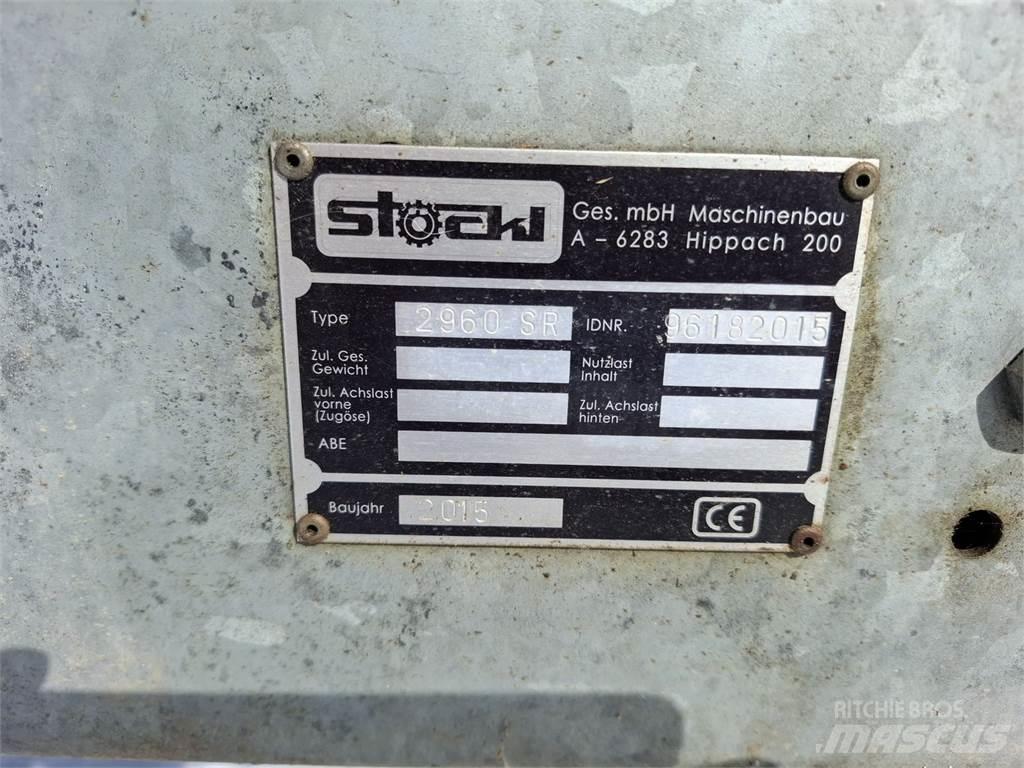 stöckl
Ges. mbH Maschinenbau
A – 6283 Hippach 200
Type 2960 SR IDNR. 96182015
Zul. Ges. Gewicht Nutzlast Inhalt
Zul. Achslast vorne (Zugöse) Zul. Achslast hinten
ABE
Baujahr 2015 CE
RITCHIE BROS.
MASCUS